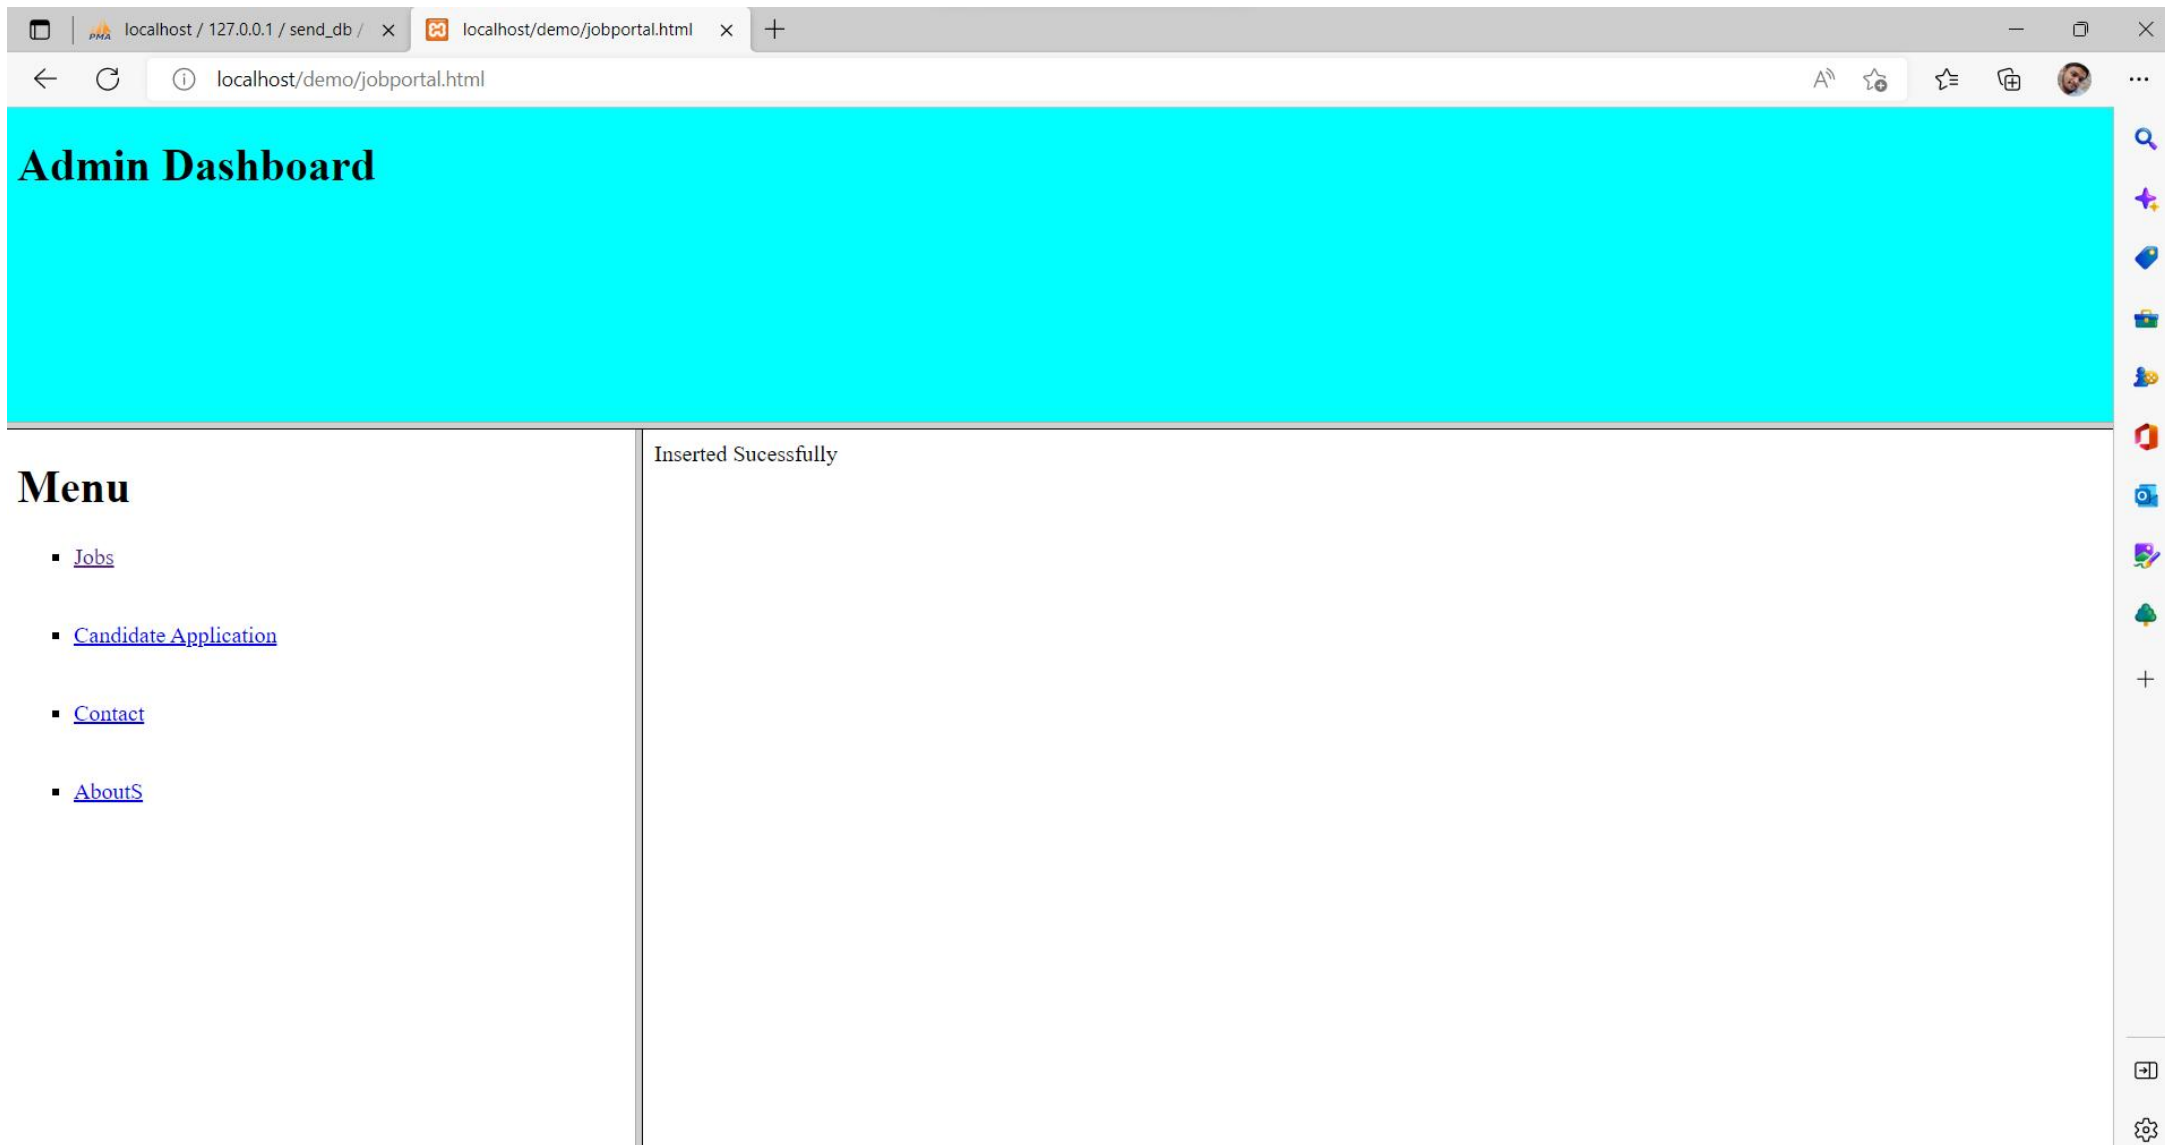 localhost / 127.0.0.1 / send_db /
localhost/demo/jobportal.html
localhost/demo/jobportal.html
Admin Dashboard
Menu
Jobs
Candidate Application
Contact
AboutS
Inserted Sucessfully